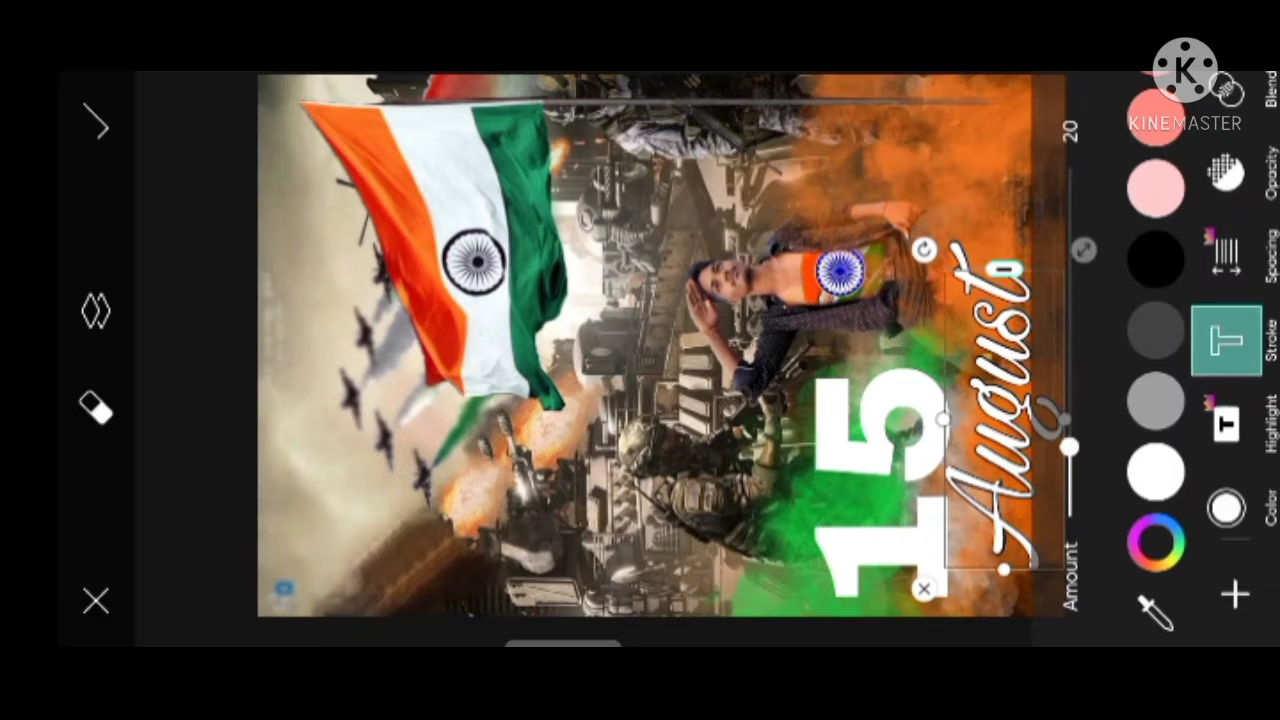 KINEMASTER
15
August
Amount
20
Color
Highlight
Stroke
Spacing
Opacity
Blend